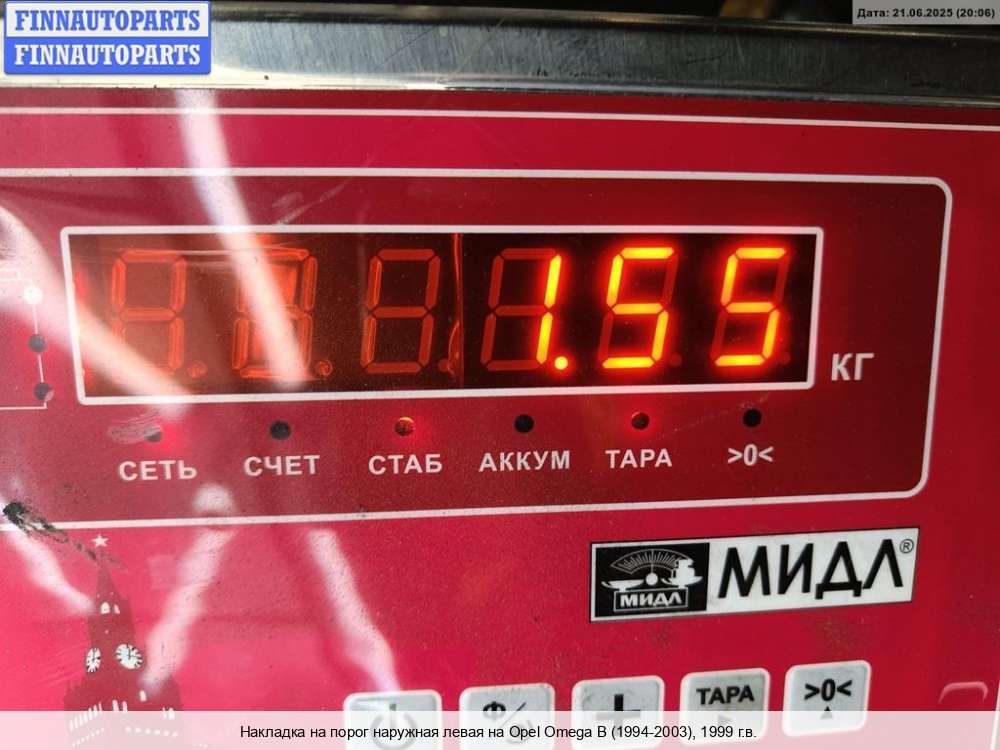 FINNAUTOPARTS
FINNAUTOPARTS
Дата: 21.06.2025 (20:06)
1.55
КГ
СЕТЬ СЧЕТ СТАБ АККУМ ТАРА >0<
МИДЛ МИДЛ®
ТАРА >0<
Накладка на порог наружная левая на Opel Omega B (1994-2003), 1999 г.в.